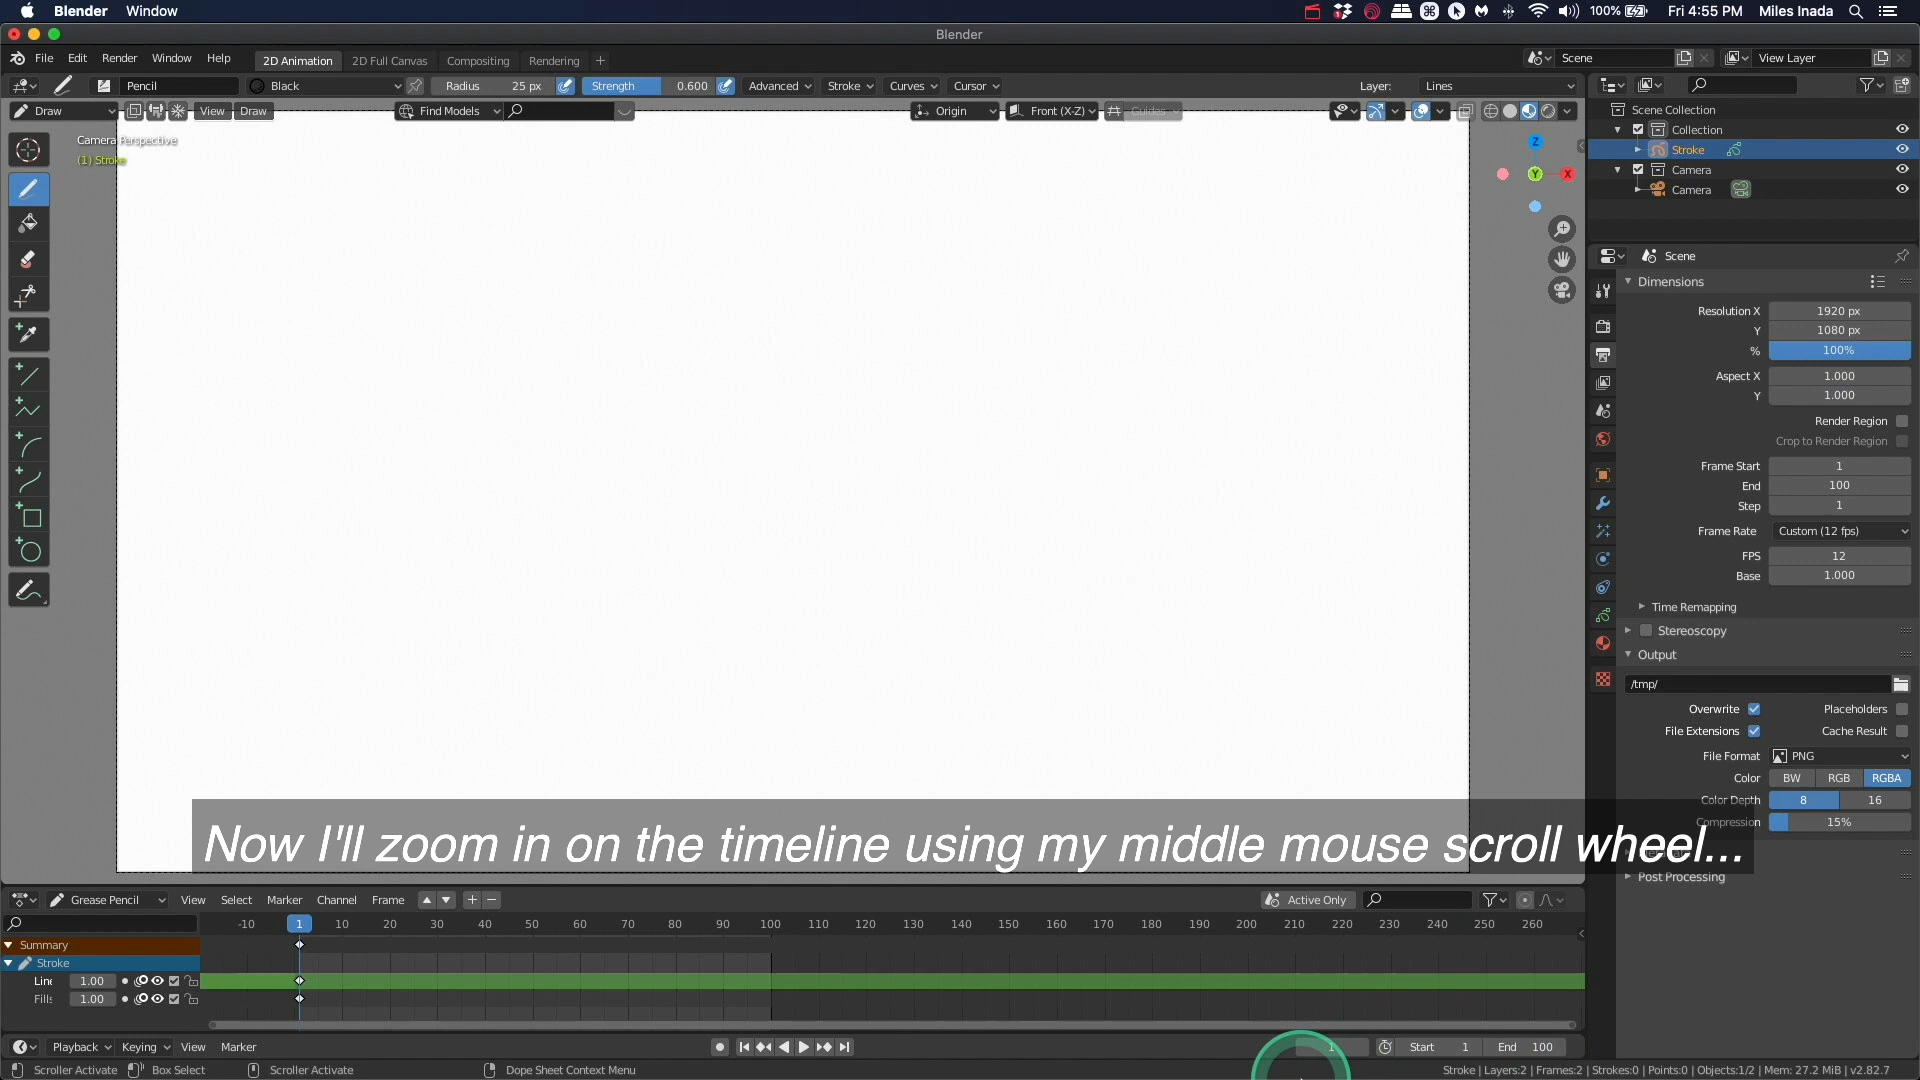 Blender Window 100% Fri 4:55 PM Miles Inada
Blender
File Edit Render Window Help 2D Animation 2D Full Canvas Compositing Rendering + Scene View Layer
Pencil Black Radius 25 px Strength 0.600 Advanced Stroke Curves Cursor Layer: Lines
Draw View Draw Find Models Origin Front (X-Z) Guides
Camera Perspective
(1) Stroke
Z
Y X
Scene Collection
Collection
Stroke
Camera
Camera
Scene
Dimensions
Resolution X 1920 px
Y 1080 px
% 100%
Aspect X 1.000
Y 1.000
Render Region
Crop to Render Region
Frame Start 1
End 100
Step 1
Frame Rate Custom (12 fps)
FPS 12
Base 1.000
Time Remapping
Stereoscopy
Output
/tmp/
Overwrite Placeholders
File Extensions Cache Result
File Format PNG
Color BW RGB RGBA
Color Depth 8 16
Compression 15%
Now I'll zoom in on the timeline using my middle mouse scroll wheel...
Post Processing
Grease Pencil View Select Marker Channel Frame Active Only
-10 1 10 20 30 40 50 60 70 80 90 100 110 120 130 140 150 160 170 180 190 200 210 220 230 240 250 260
Summary
Stroke
Line 1.00
Fills 1.00
Playback Keying View Marker 1 Start 1 End 100
Scroller Activate Box Select Scroller Activate Dope Sheet Context Menu Stroke | Layers:2 | Frames:2 | Strokes:0 | Points:0 | Objects:1/2 | Mem: 27.2 MiB | v2.82.7